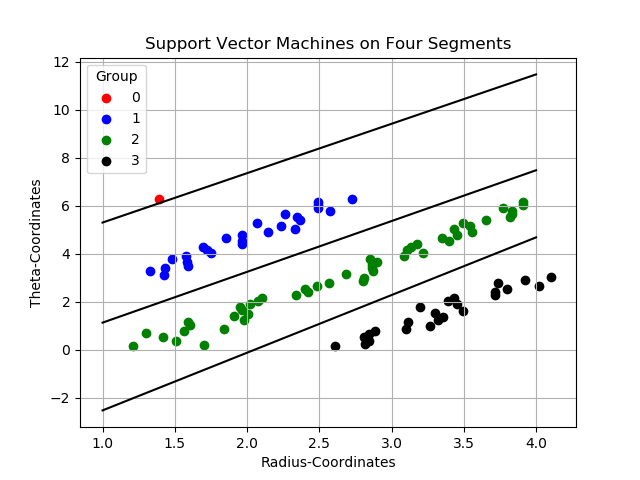 Support Vector Machines on Four Segments
Group
0
1
2
3
12
10
8
6
4
2
0
−2
Theta-Coordinates
1.0 1.5 2.0 2.5 3.0 3.5 4.0
Radius-Coordinates